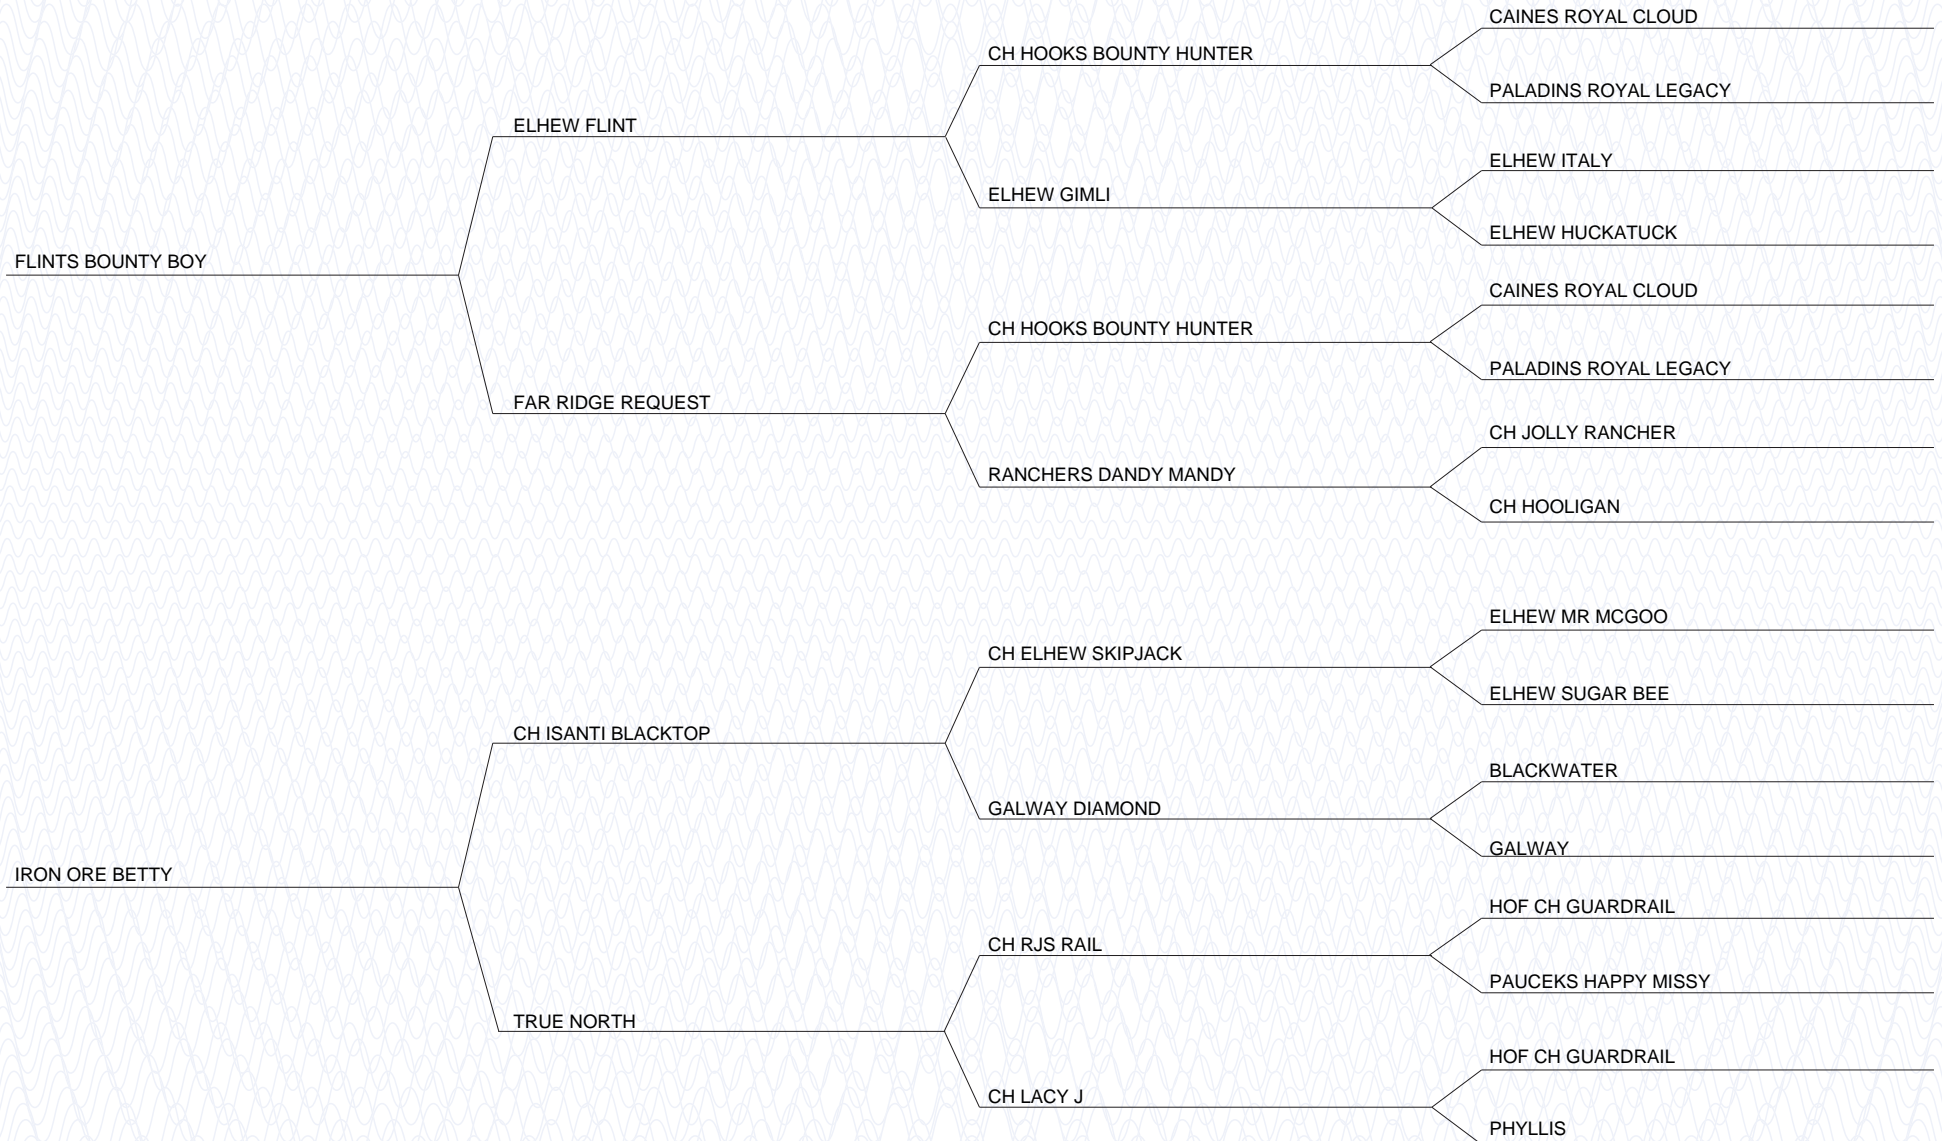 CAINES ROYAL CLOUD
CH HOOKS BOUNTY HUNTER
PALADINS ROYAL LEGACY
ELHEW FLINT
ELHEW ITALY
ELHEW GIMLI
ELHEW HUCKATUCK
FLINTS BOUNTY BOY
CAINES ROYAL CLOUD
CH HOOKS BOUNTY HUNTER
PALADINS ROYAL LEGACY
FAR RIDGE REQUEST
CH JOLLY RANCHER
RANCHERS DANDY MANDY
CH HOOLIGAN
ELHEW MR MCGOO
CH ELHEW SKIPJACK
ELHEW SUGAR BEE
CH ISANTI BLACKTOP
BLACKWATER
GALWAY DIAMOND
GALWAY
IRON ORE BETTY
HOF CH GUARDRAIL
CH RJS RAIL
PAUCEKS HAPPY MISSY
TRUE NORTH
HOF CH GUARDRAIL
CH LACY J
PHYLLIS